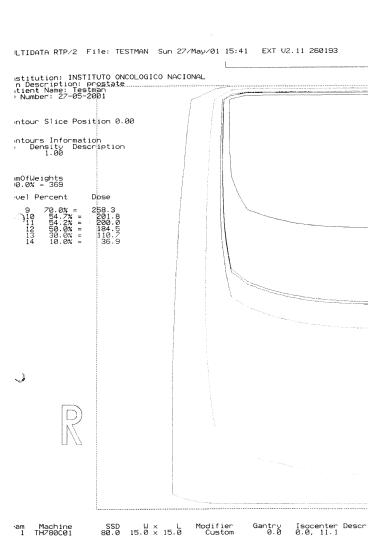 ULTIDATA RTP/2 File: TESTMAN Sun 27/May/01 15:41 EXT V2.11 260193
stitution: INSTITUTO ONCOLOGICO NACIONAL
n Description: prostate
tient Name: Testman
Number: 27-05-2001
ntour Slice Position 0.00
ntours Information
Density Description
1.00
mOfWeights
0.0% = 369
vel Percent Dose
9 70.0% = 258.3
10 54.7% = 201.8
11 54.2% = 200.0
12 50.0% = 184.5
13 30.0% = 110.7
14 10.0% = 36.9
R
am Machine SSD W x L Modifier Gantry Isocenter Descr
1 TH780C01 80.0 15.0 x 15.0 Custom 0.0 0.0, 11.1